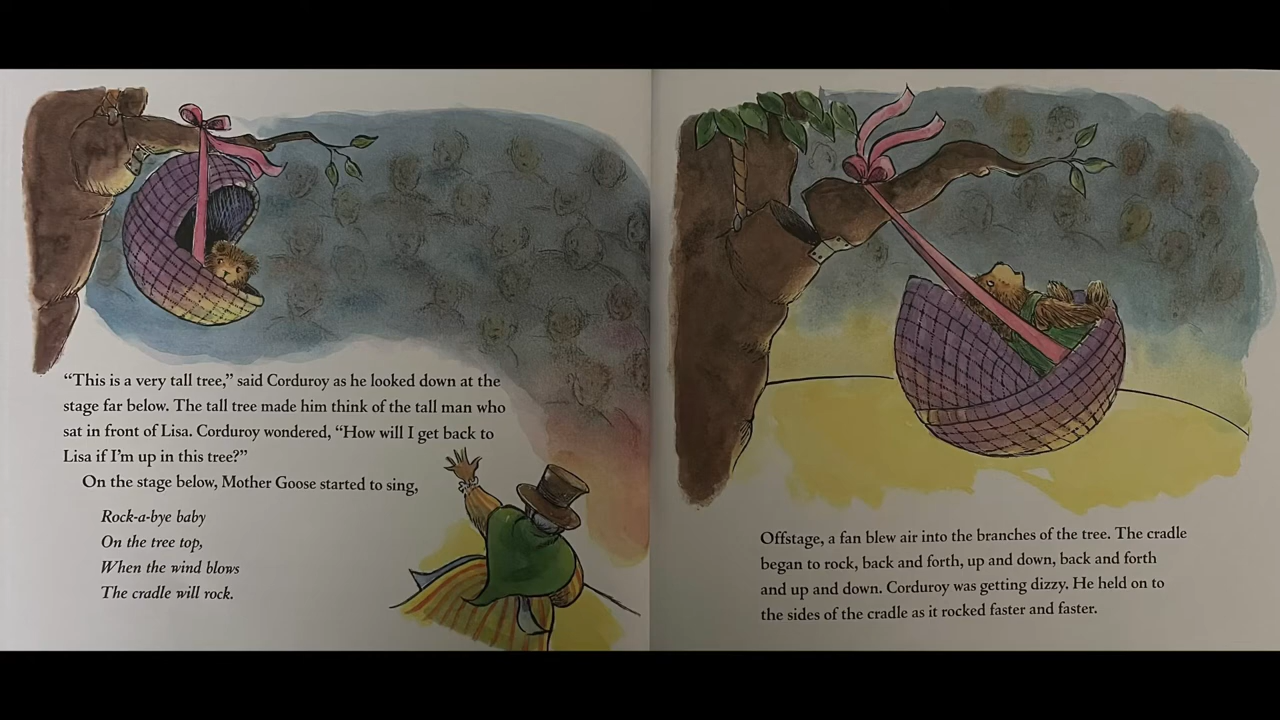 “This is a very tall tree,” said Corduroy as he looked down at the
stage far below. The tall tree made him think of the tall man who
sat in front of Lisa. Corduroy wondered, “How will I get back to
Lisa if I’m up in this tree?”
On the stage below, Mother Goose started to sing,
Rock-a-bye baby
On the tree top,
When the wind blows
The cradle will rock.
Offstage, a fan blew air into the branches of the tree. The cradle
began to rock, back and forth, up and down, back and forth
and up and down. Corduroy was getting dizzy. He held on to
the sides of the cradle as it rocked faster and faster.